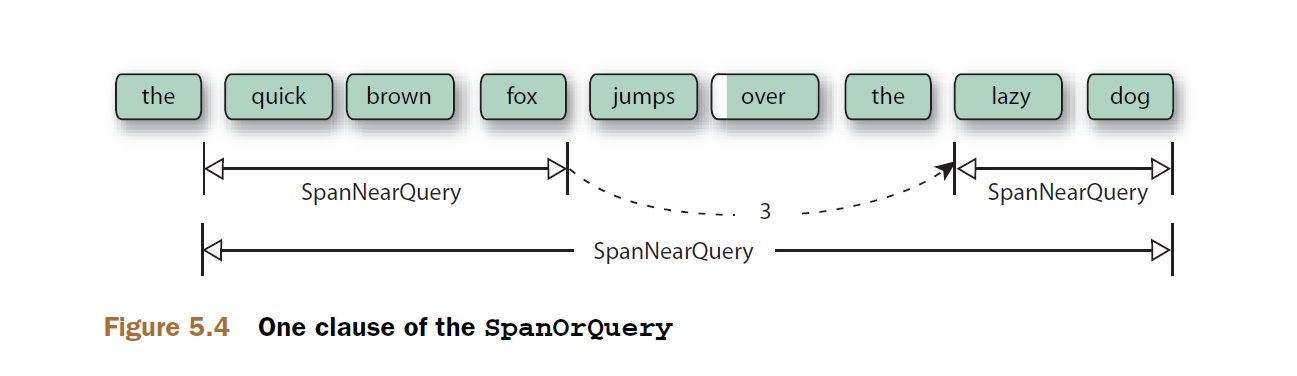 the quick brown fox jumps over the lazy dog
SpanNearQuery SpanNearQuery
3
SpanNearQuery
Figure 5.4 One clause of the SpanOrQuery